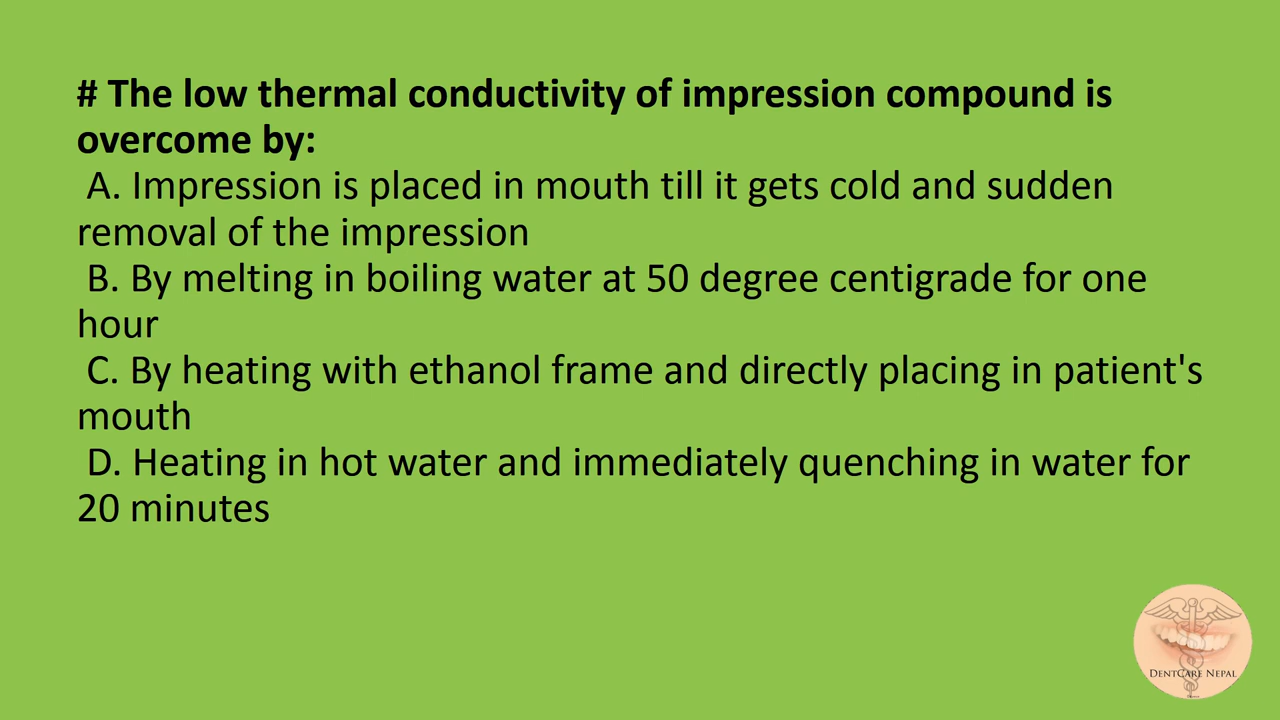 # The low thermal conductivity of impression compound is
overcome by:
A. Impression is placed in mouth till it gets cold and sudden
removal of the impression
B. By melting in boiling water at 50 degree centigrade for one
hour
C. By heating with ethanol frame and directly placing in patient's
mouth
D. Heating in hot water and immediately quenching in water for
20 minutes
DENTCARE NEPAL